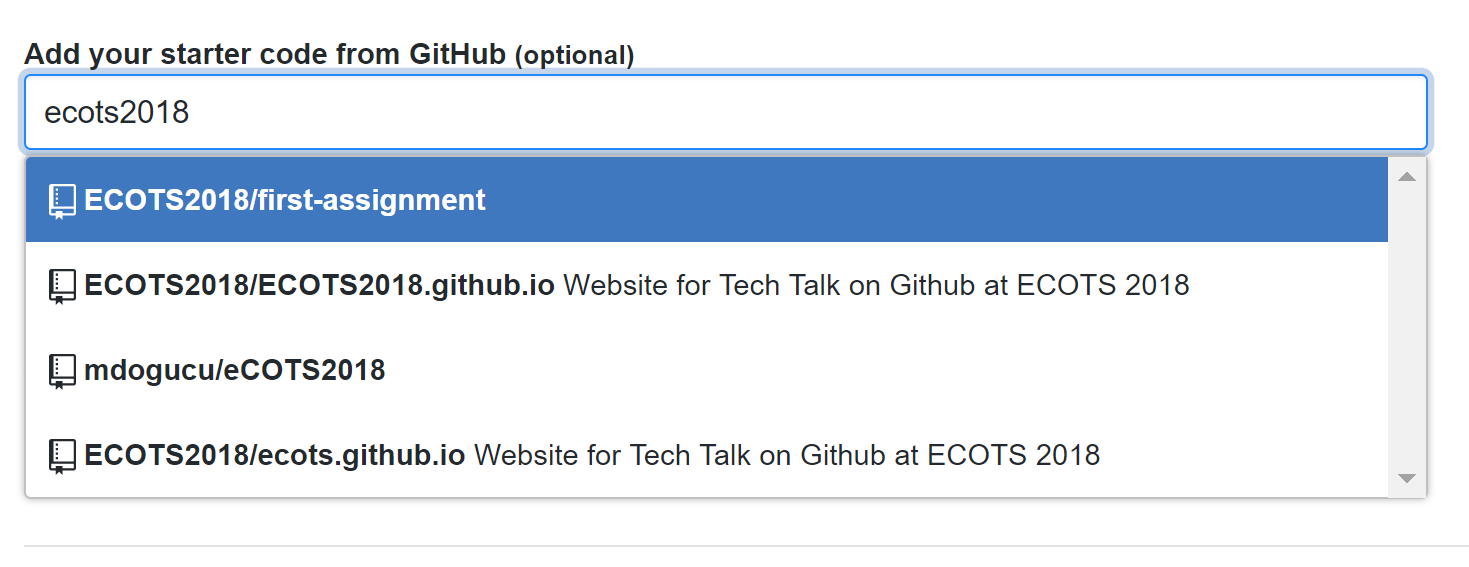 Add your starter code from GitHub (optional)
ecots2018
ECOTS2018/first-assignment
ECOTS2018/ECOTS2018.github.io Website for Tech Talk on Github at ECOTS 2018
mdogucu/eCOTS2018
ECOTS2018/ecots.github.io Website for Tech Talk on Github at ECOTS 2018